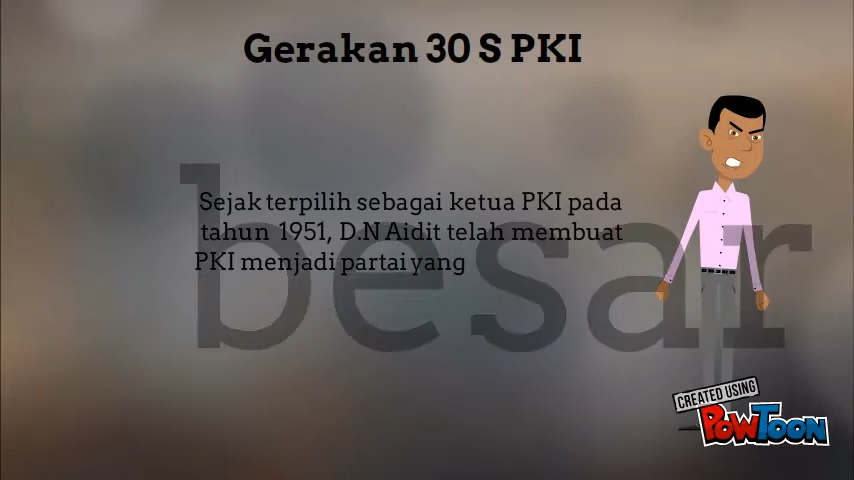 Gerakan 30 S PKI
Sejak terpilih sebagai ketua PKI pada
tahun 1951, D.N Aidit telah membuat
PKI menjadi partai yang
besar
CREATED USING
POWTOON